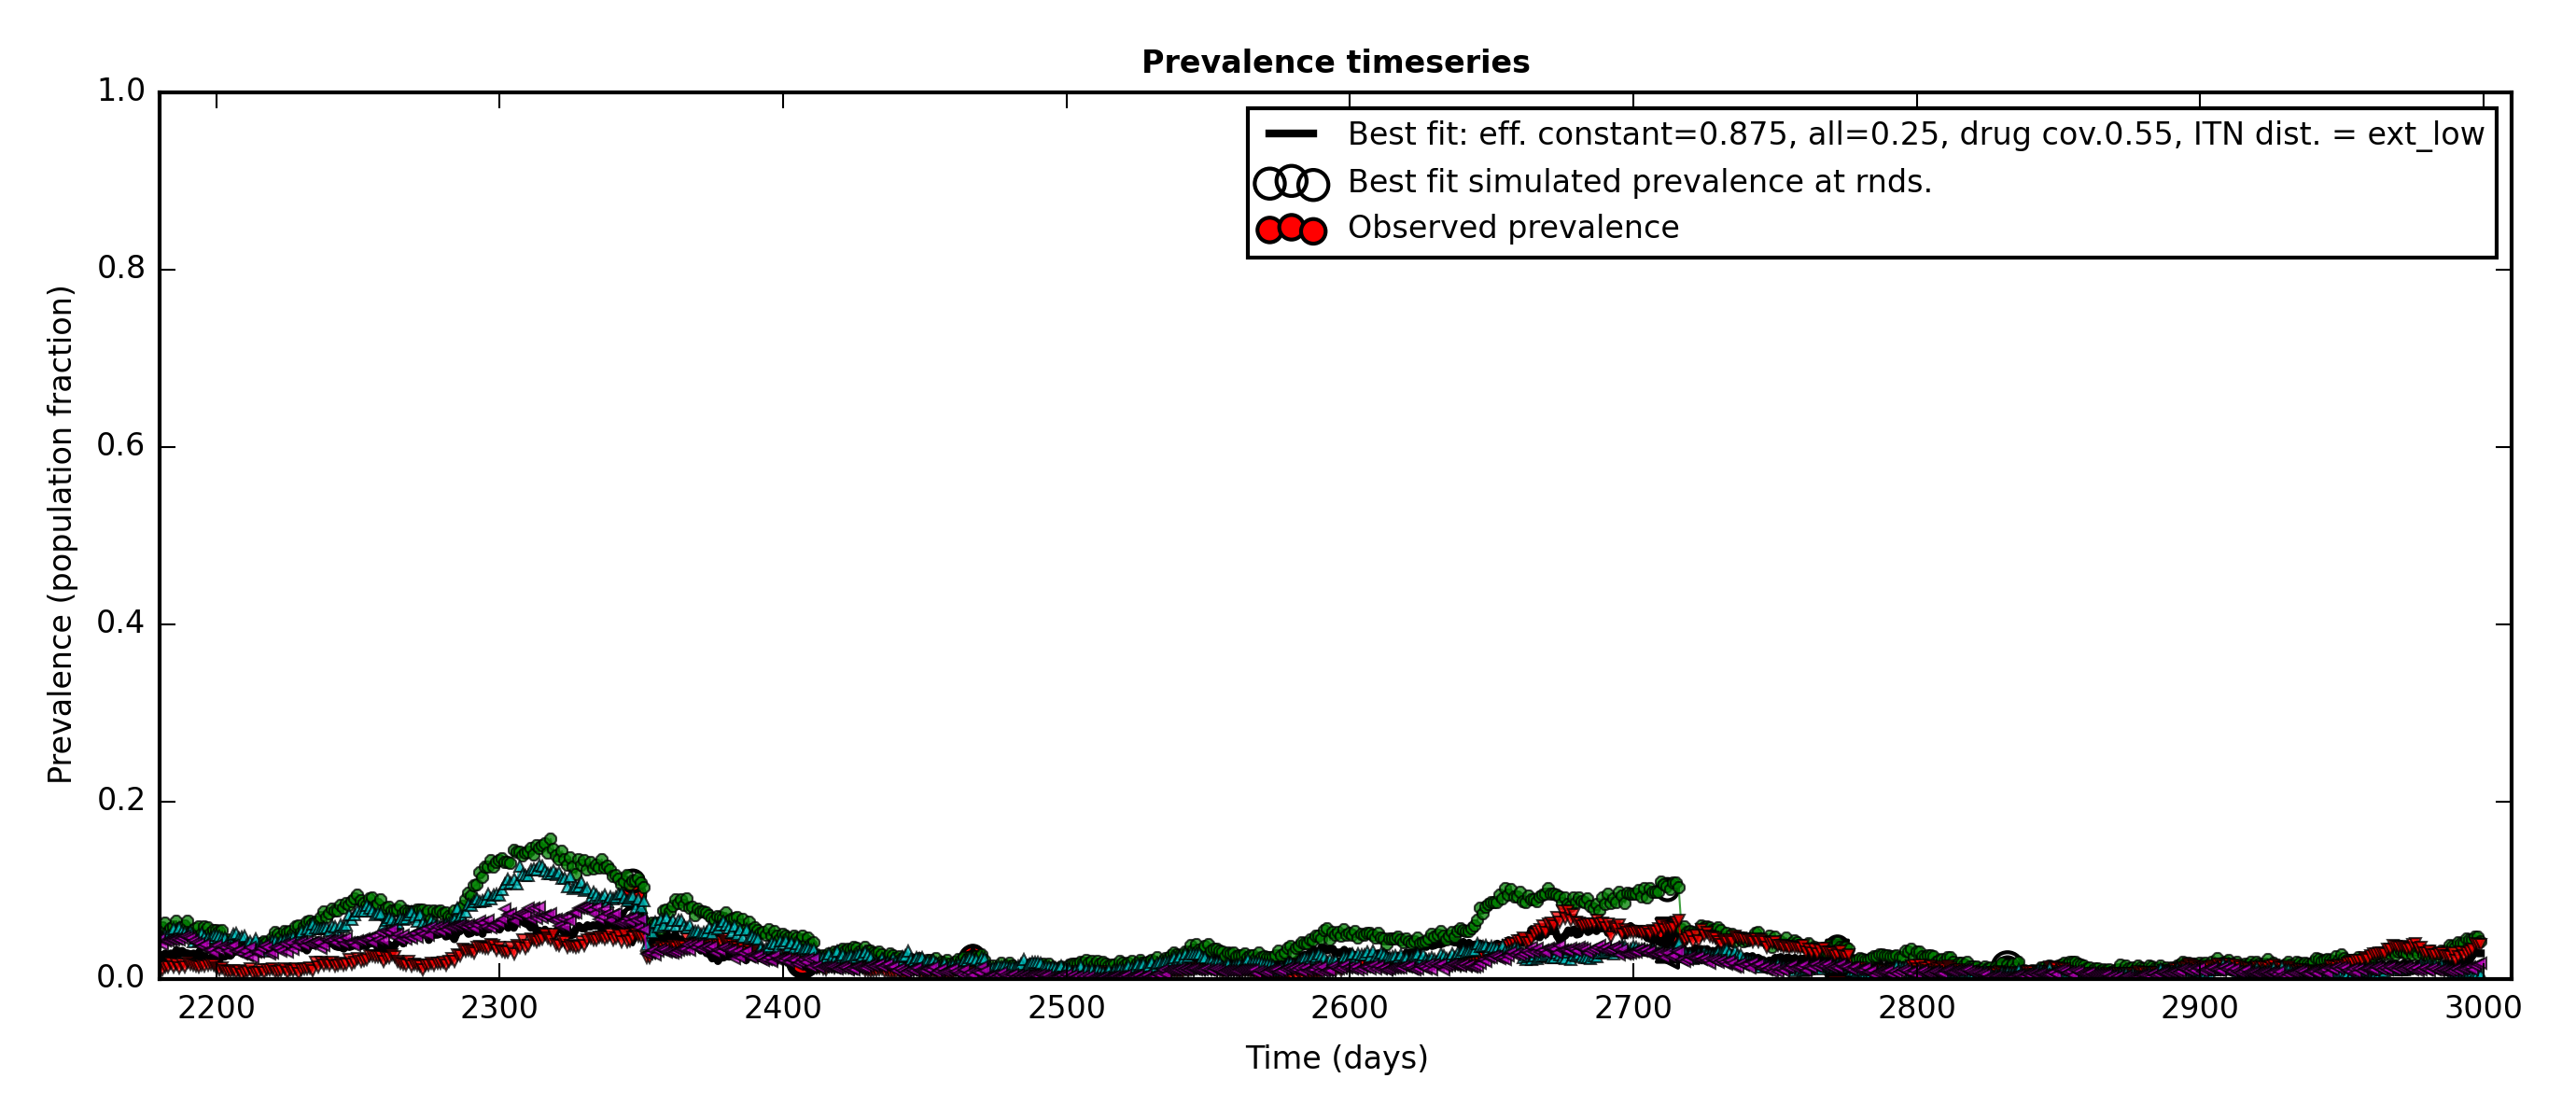 Prevalence timeseries
1.0
0.8
0.6
0.4
0.2
0.0
Prevalence (population fraction)
Best fit: eff. constant=0.875, all=0.25, drug cov.0.55, ITN dist. = ext_low
Best fit simulated prevalence at rnds.
Observed prevalence
2200 2300 2400 2500 2600 2700 2800 2900 3000
Time (days)